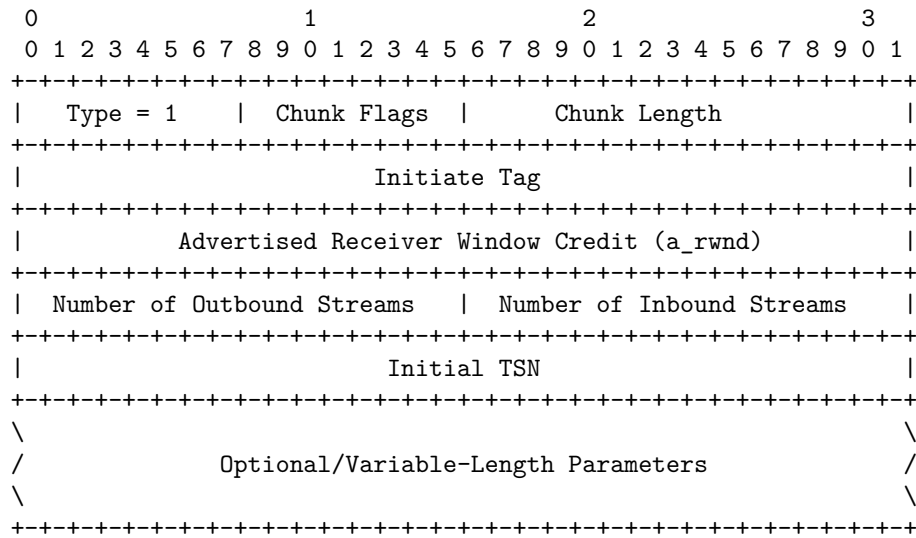 0                   1                   2                   3
 0 1 2 3 4 5 6 7 8 9 0 1 2 3 4 5 6 7 8 9 0 1 2 3 4 5 6 7 8 9 0 1
+-+-+-+-+-+-+-+-+-+-+-+-+-+-+-+-+-+-+-+-+-+-+-+-+-+-+-+-+-+-+-+-+
|   Type = 1    |  Chunk Flags  |      Chunk Length             |
+-+-+-+-+-+-+-+-+-+-+-+-+-+-+-+-+-+-+-+-+-+-+-+-+-+-+-+-+-+-+-+-+
|                         Initiate Tag                          |
+-+-+-+-+-+-+-+-+-+-+-+-+-+-+-+-+-+-+-+-+-+-+-+-+-+-+-+-+-+-+-+-+
|           Advertised Receiver Window Credit (a_rwnd)          |
+-+-+-+-+-+-+-+-+-+-+-+-+-+-+-+-+-+-+-+-+-+-+-+-+-+-+-+-+-+-+-+-+
|  Number of Outbound Streams   |  Number of Inbound Streams    |
+-+-+-+-+-+-+-+-+-+-+-+-+-+-+-+-+-+-+-+-+-+-+-+-+-+-+-+-+-+-+-+-+
|                          Initial TSN                          |
+-+-+-+-+-+-+-+-+-+-+-+-+-+-+-+-+-+-+-+-+-+-+-+-+-+-+-+-+-+-+-+-+
\                                                               \
/              Optional/Variable-Length Parameters              /
\                                                               \
+-+-+-+-+-+-+-+-+-+-+-+-+-+-+-+-+-+-+-+-+-+-+-+-+-+-+-+-+-+-+-+-+